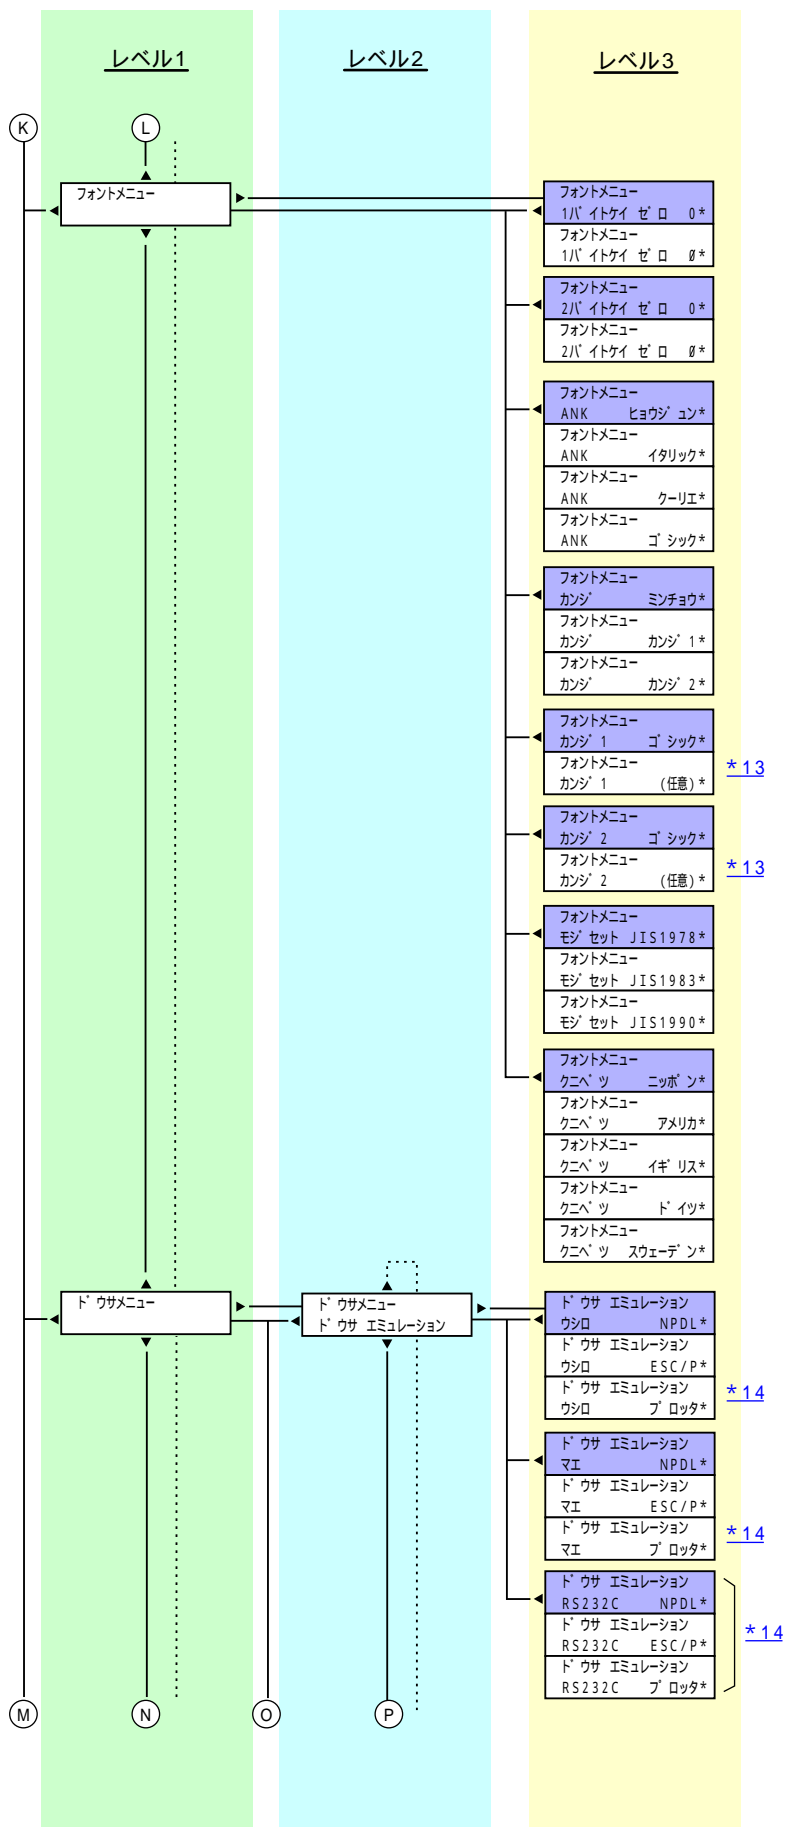 レベル1
レベル2
レベル3
K
L
フォントメニュー
フォントメニュー
1バイトケイ ゼロ 0*
フォントメニュー
1バイトケイ ゼロ Ø*
フォントメニュー
2バイトケイ ゼロ 0*
フォントメニュー
2バイトケイ ゼロ Ø*
フォントメニュー
ANK ヒョウジュン*
フォントメニュー
ANK イタリック*
フォントメニュー
ANK クーリエ*
フォントメニュー
ANK ゴシック*
フォントメニュー
カンジ ミンチョウ*
フォントメニュー
カンジ カンジ1*
フォントメニュー
カンジ カンジ2*
フォントメニュー
カンジ1 ゴシック*
フォントメニュー
カンジ1 (任意)*
*13
フォントメニュー
カンジ2 ゴシック*
フォントメニュー
カンジ2 (任意)*
*13
フォントメニュー
モジセット JIS1978*
フォントメニュー
モジセット JIS1983*
フォントメニュー
モジセット JIS1990*
フォントメニュー
クニベツ ニッポン*
フォントメニュー
クニベツ アメリカ*
フォントメニュー
クニベツ イギリス*
フォントメニュー
クニベツ ドイツ*
フォントメニュー
クニベツ スウェーデン*
ドウサメニュー
ドウサメニュー
ドウサ エミュレーション
ドウサ エミュレーション
ウシロ NPDL*
ドウサ エミュレーション
ウシロ ESC/P*
ドウサ エミュレーション
ウシロ プロッタ*
*14
ドウサ エミュレーション
マエ NPDL*
ドウサ エミュレーション
マエ ESC/P*
ドウサ エミュレーション
マエ プロッタ*
*14
ドウサ エミュレーション
RS232C NPDL*
ドウサ エミュレーション
RS232C ESC/P*
ドウサ エミュレーション
RS232C プロッタ*
*14
M
N
O
P